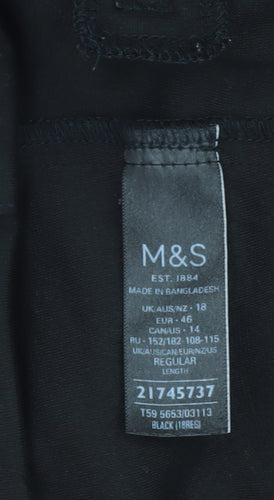 M&S
EST. 1884
MADE IN BANGLADESH
UK/AUS/NZ - 18
EUR - 46
CAN/US - 14
RU - 152/182 108-115
UK/AUS/CAN/EUR/NZ/US
REGULAR
LENGTH
21745737
T59 5653/03113
BLACK (18REG)